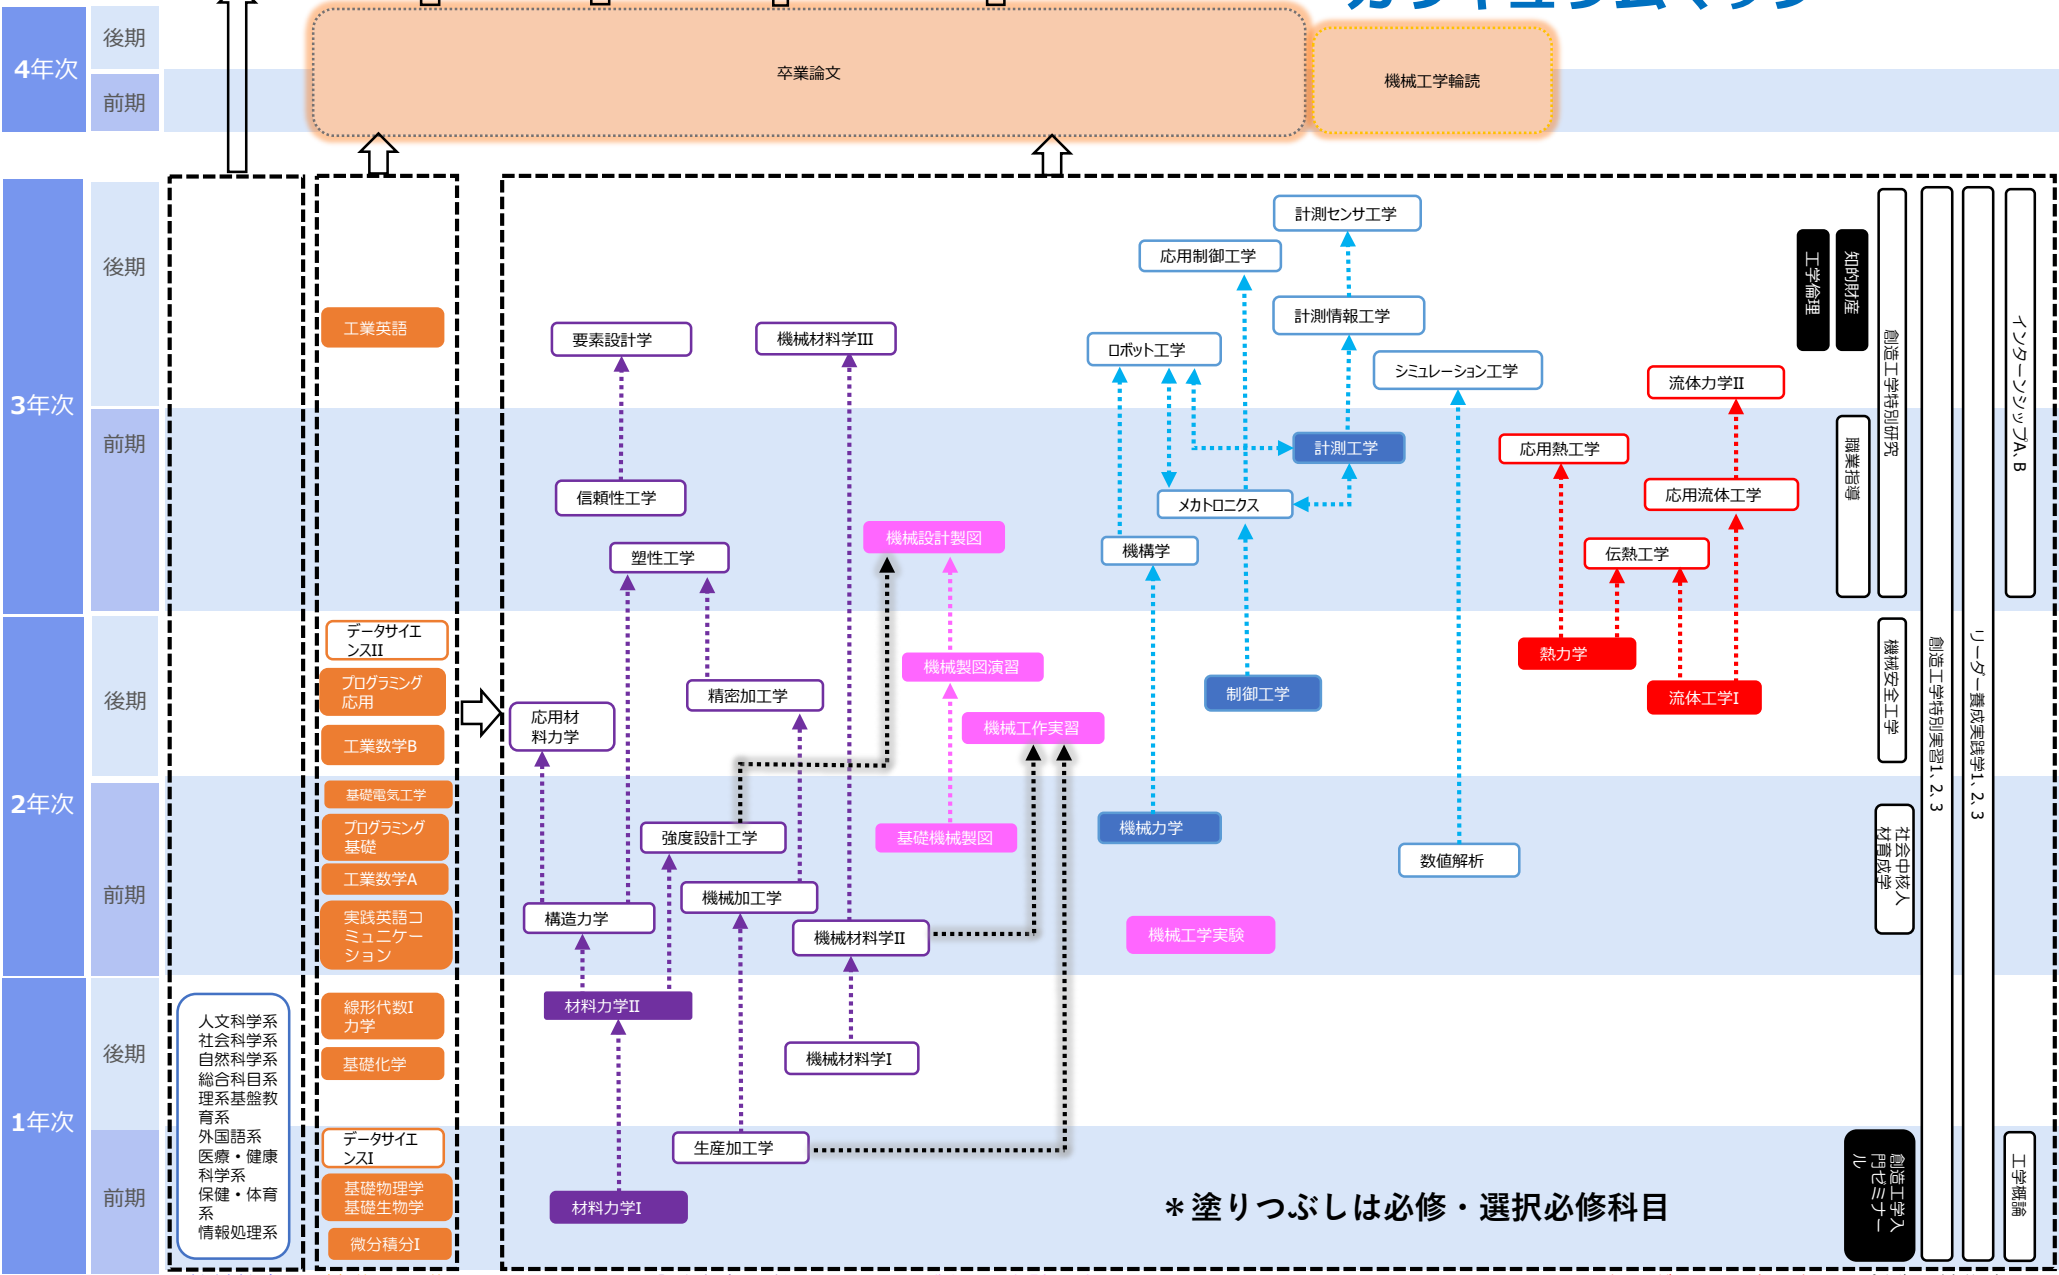 カリキュラムマップ
4年次
後期
前期
卒業論文
機械工学輪読
3年次
後期
前期
工業英語
要素設計学
機械材料学III
計測センサ工学
応用制御工学
計測情報工学
ロボット工学
シミュレーション工学
流体力学II
計測工学
応用熱工学
信頼性工学
メカトロニクス
応用流体工学
機械設計製図
塑性工学
機構学
伝熱工学
工学倫理
知的財産
創造工学特別研究
職業指導
インターンシップA、B
2年次
後期
前期
データサイエ
ンスII
プログラミング
応用
工業数学B
基礎電気工学
プログラミング
基礎
工業数学A
実践英語コ
ミュニケー
ション
応用材
料力学
精密加工学
機械製図演習
機械工作実習
制御工学
熱力学
流体工学I
強度設計工学
基礎機械製図
機械力学
数値解析
機械加工学
構造力学
機械材料学II
機械工学実験
機械安全工学
社会中核人
材育成学
創造工学特別実習1、2、3
リーダー養成実践学1、2、3
1年次
後期
前期
人文科学系
社会科学系
自然科学系
総合科目系
理系基盤教
育系
外国語系
医療・健康
科学系
保健・体育
系
情報処理系
線形代数I
力学
基礎化学
データサイエ
ンスI
基礎物理学
基礎生物学
微分積分I
材料力学II
機械材料学I
生産加工学
材料力学I
＊塗りつぶしは必修・選択必修科目
創造工学入
門ゼミナー
ル
工学概論